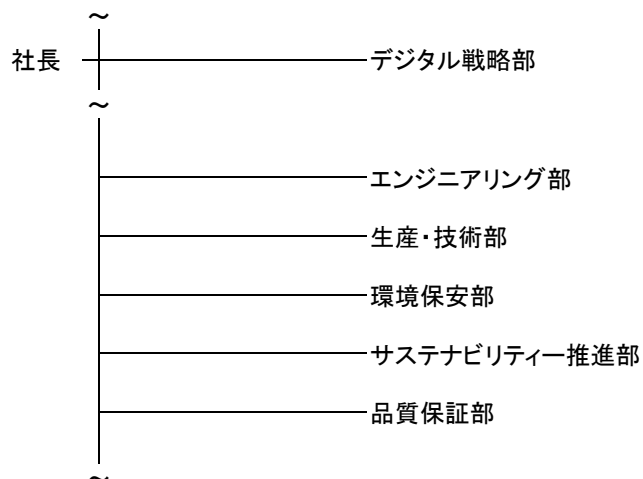 ～
社長 デジタル戦略部
～
エンジニアリング部
生産・技術部
環境保安部
サステナビリティー推進部
品質保証部
～